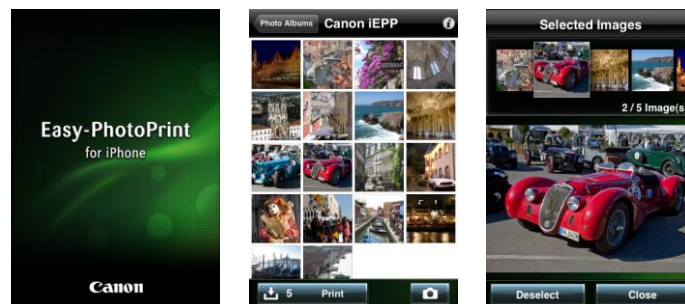 Easy-PhotoPrint
for iPhone
Canon
Photo Albums
Canon iEPP
5
Print
Selected Images
2 / 5 Image(s
Deselect
Close